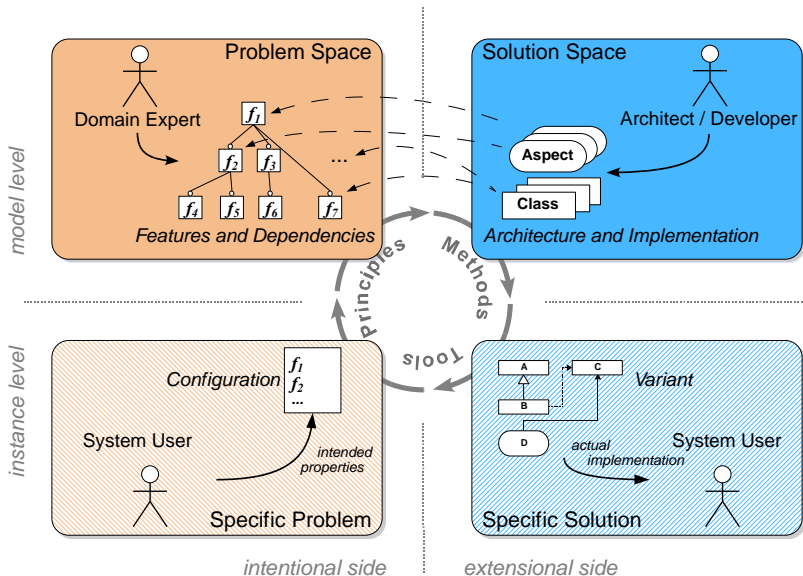 model level
Problem Space
Domain Expert
f1
f2
f3
...
f4
f5
f6
f7
Features and Dependencies
Solution Space
Architect / Developer
Aspect
Class
Architecture and Implementation
Principles
Methods
Tools
instance level
Configuration
f1
f2
...
System User
intended
properties
Specific Problem
A
C
B
D
Variant
actual
implementation
System User
Specific Solution
intentional side
extensional side